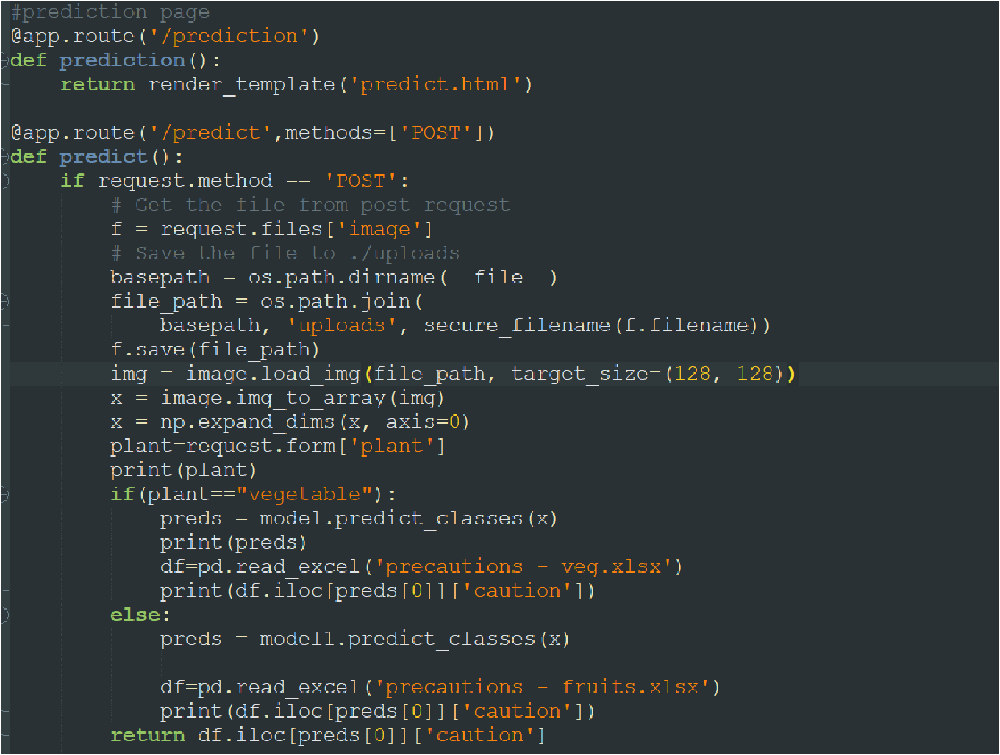 #prediction page
@app.route('/prediction')
def prediction():
    return render_template('predict.html')

@app.route('/predict',methods=['POST'])
def predict():
    if request.method == 'POST':
        # Get the file from post request
        f = request.files['image']
        # Save the file to ./uploads
        basepath = os.path.dirname(__file__)
        file_path = os.path.join(
            basepath, 'uploads', secure_filename(f.filename))
        f.save(file_path)
        img = image.load_img(file_path, target_size=(128, 128))
        x = image.img_to_array(img)
        x = np.expand_dims(x, axis=0)
        plant=request.form['plant']
        print(plant)
        if(plant=="vegetable"):
            preds = model.predict_classes(x)
            print(preds)
            df=pd.read_excel('precautions - veg.xlsx')
            print(df.iloc[preds[0]]['caution'])
        else:
            preds = model1.predict_classes(x)

            df=pd.read_excel('precautions - fruits.xlsx')
            print(df.iloc[preds[0]]['caution'])
        return df.iloc[preds[0]]['caution']